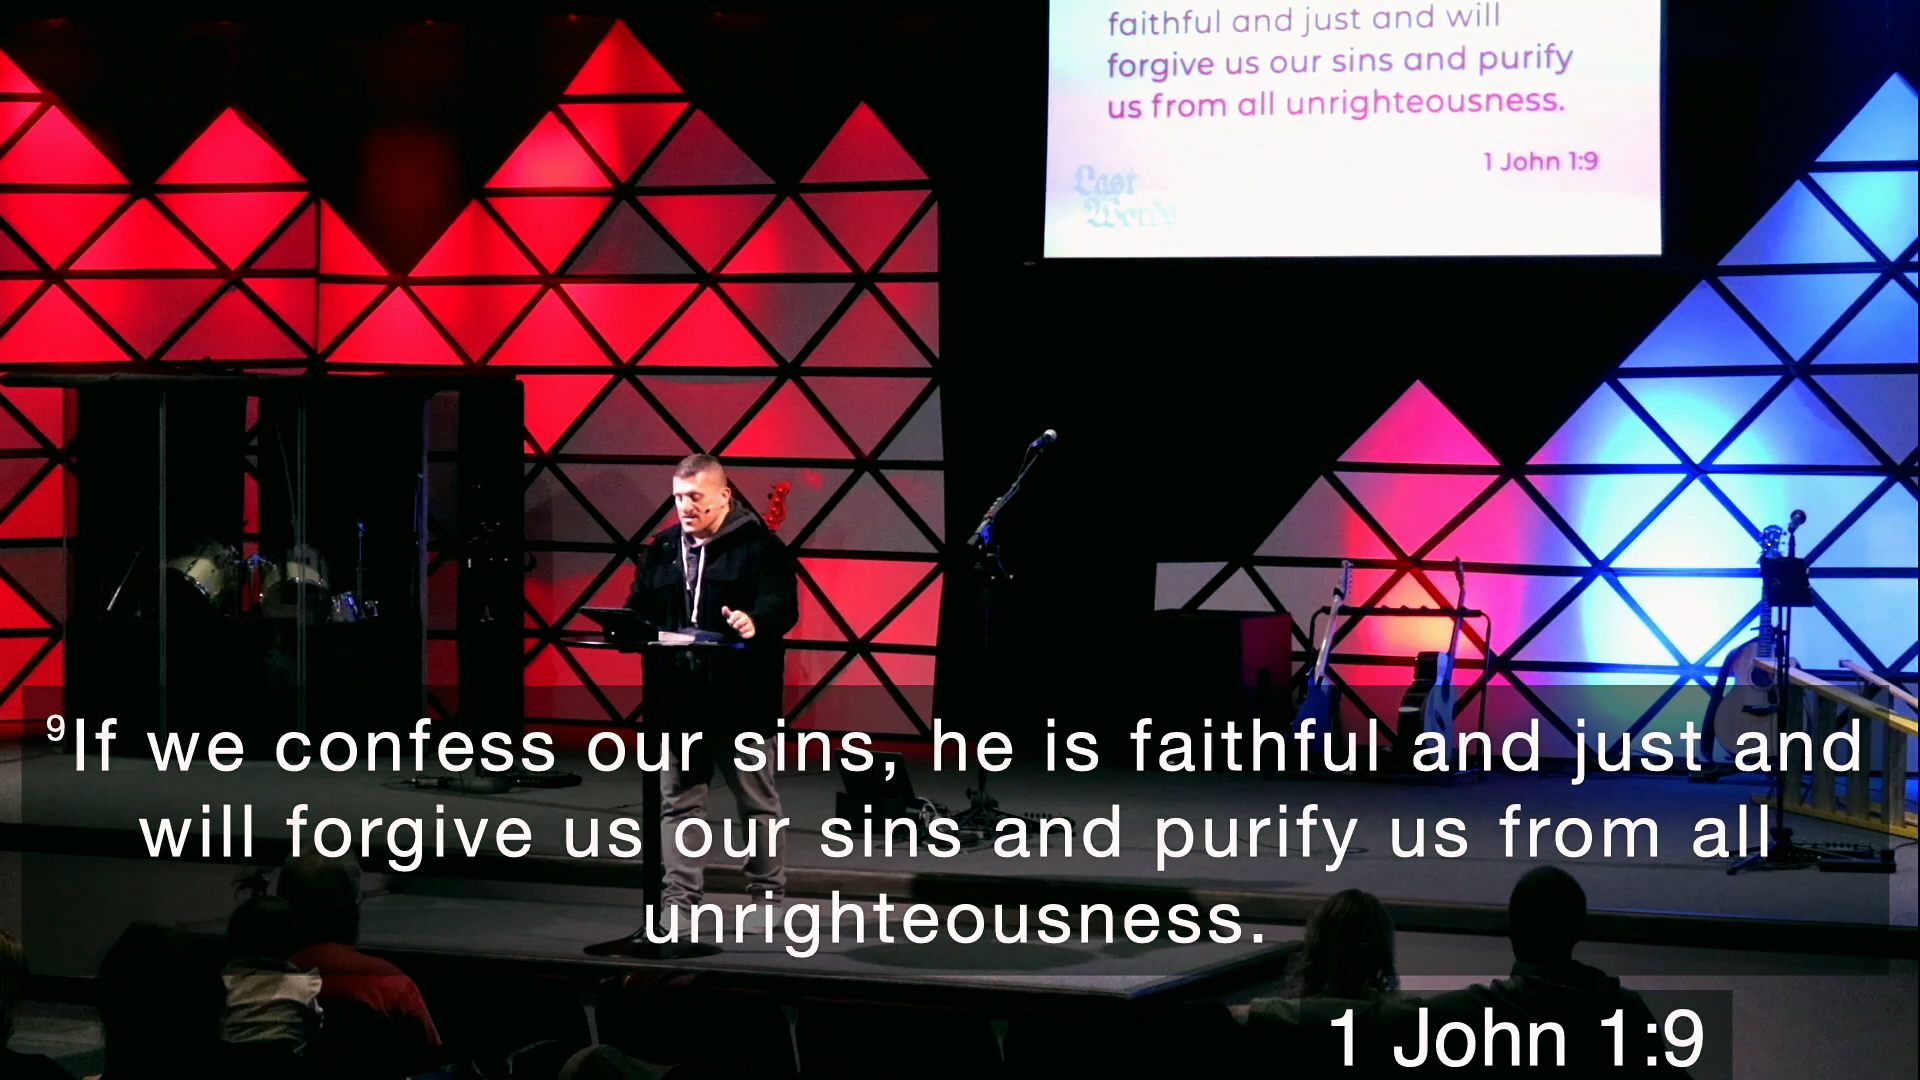 faithful and just and will
forgive us our sins and purify
us from all unrighteousness.
1 John 1:9
Last
Words
⁹If we confess our sins, he is faithful and just and
will forgive us our sins and purify us from all
unrighteousness.
1 John 1:9